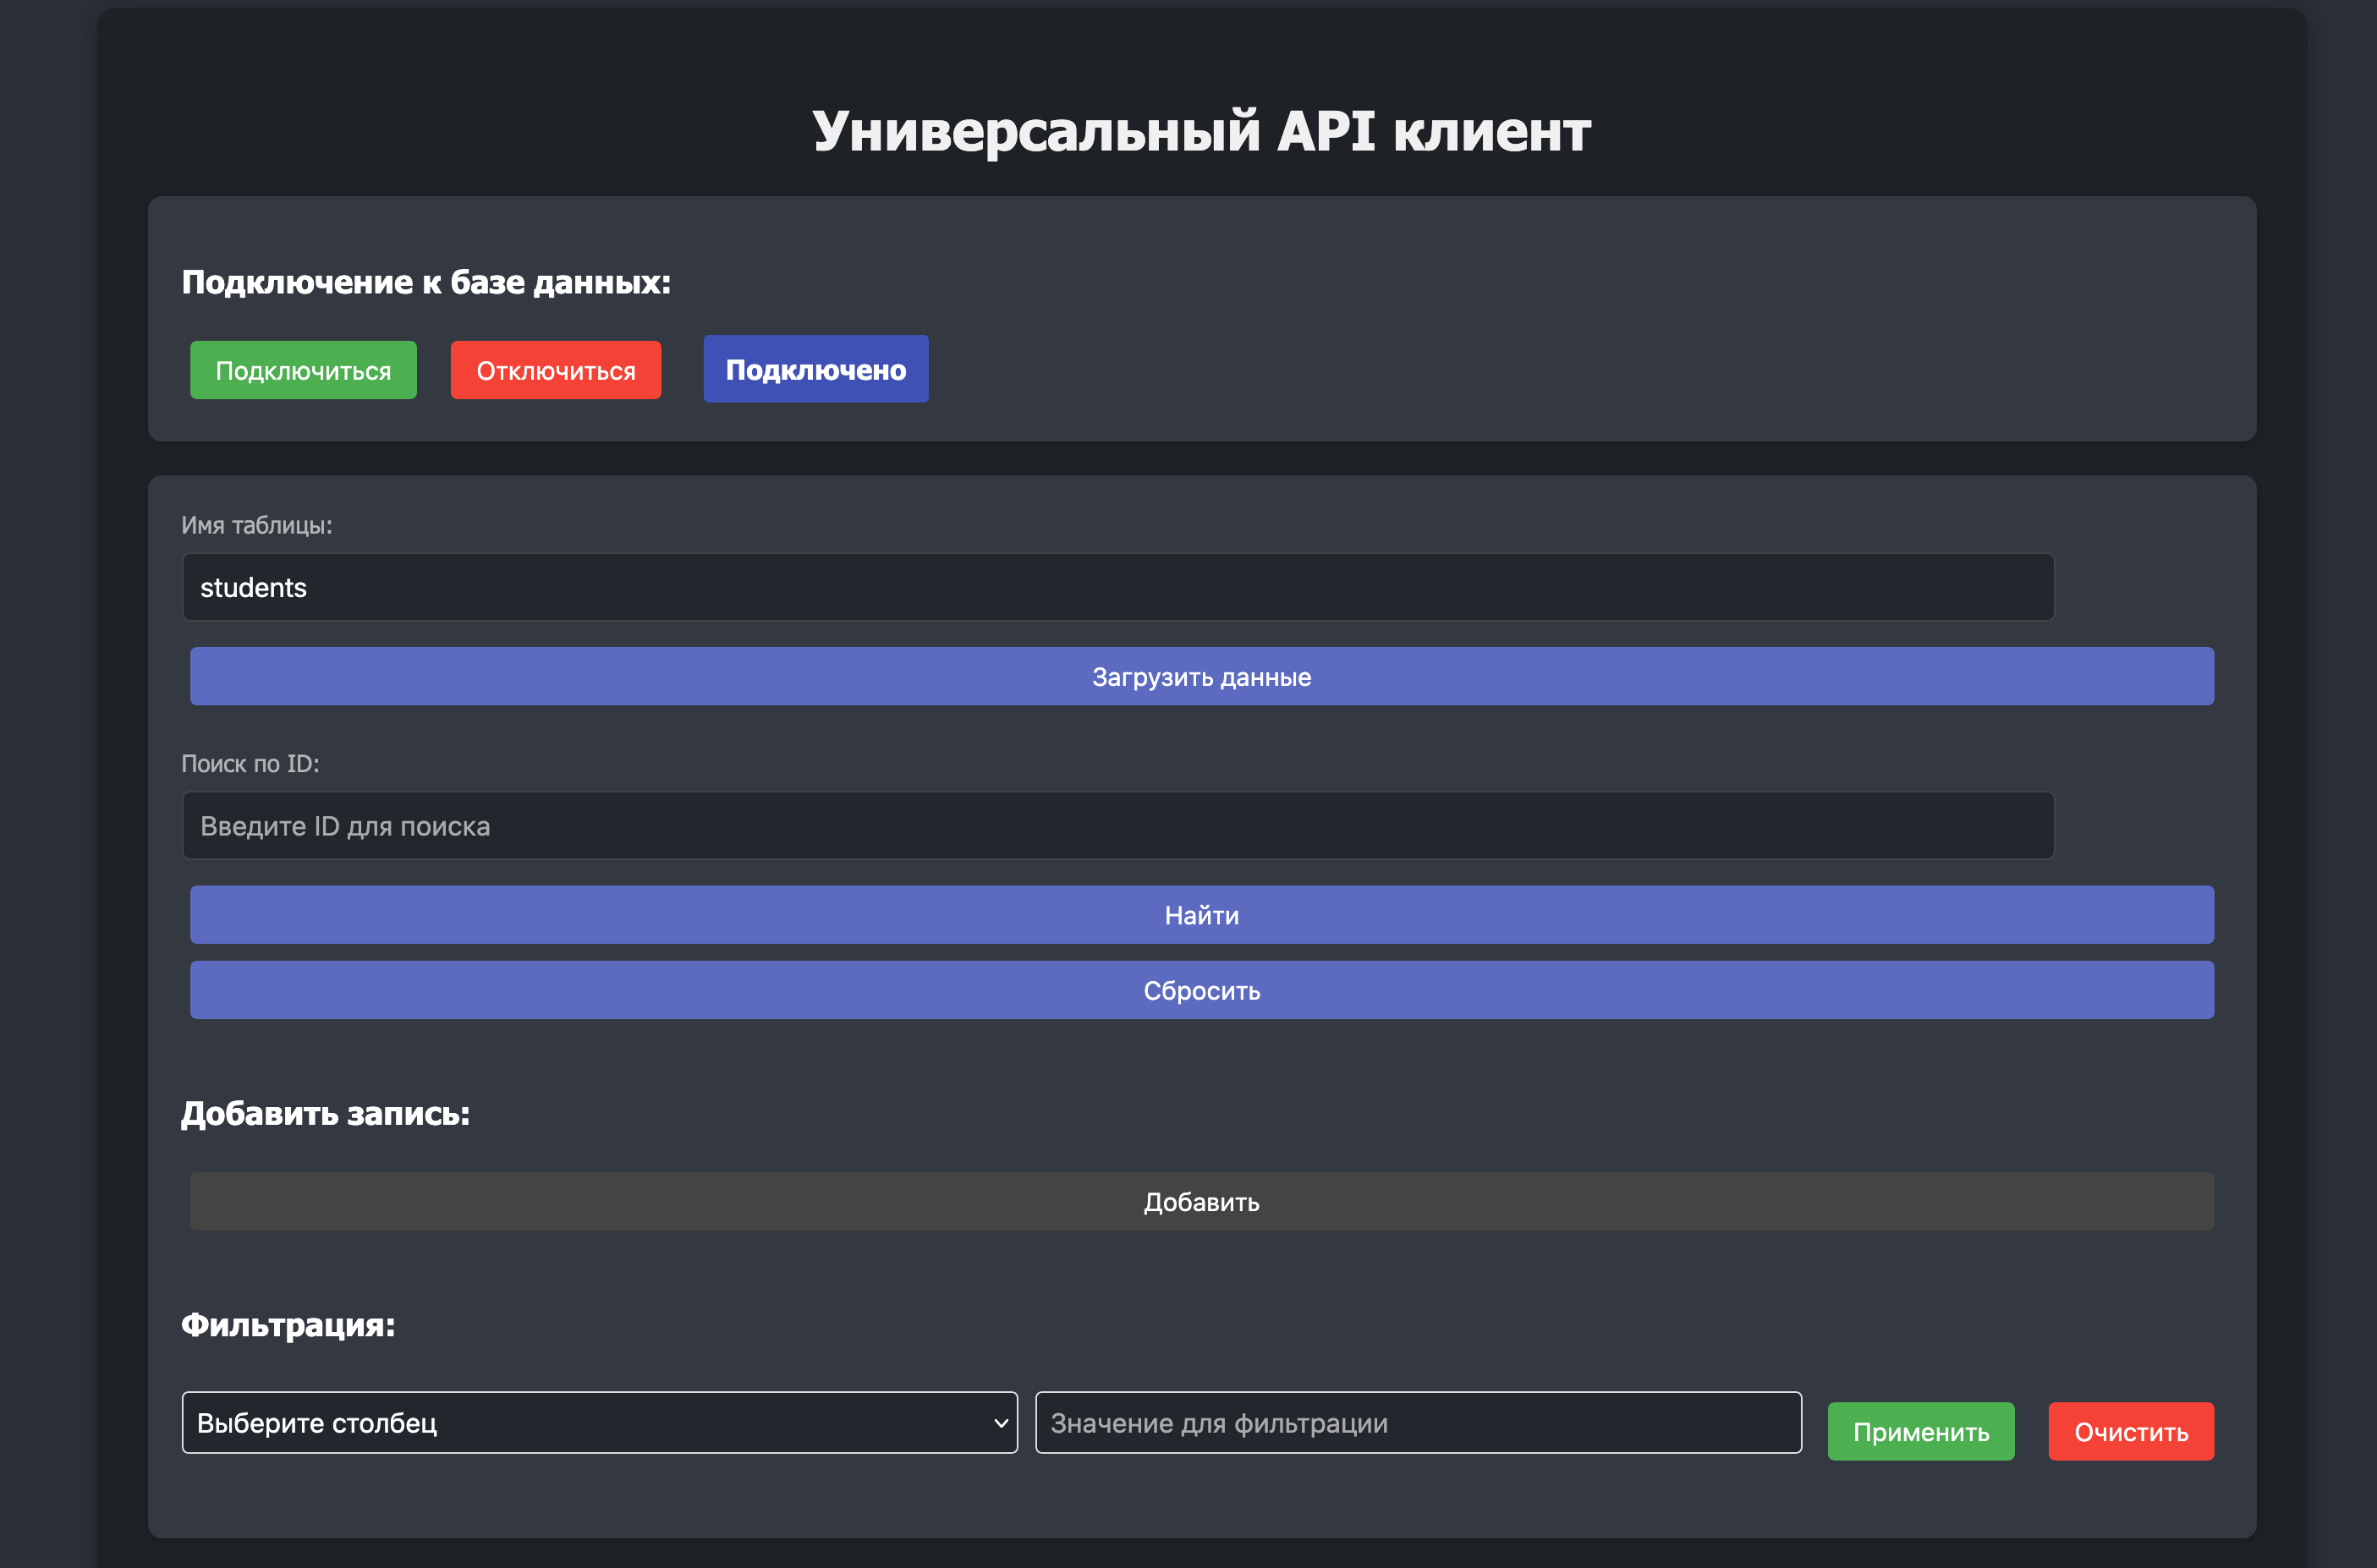 Универсальный API клиент
Подключение к базе данных:
Подключиться Отключиться Подключено
Имя таблицы:
students
Загрузить данные
Поиск по ID:
Введите ID для поиска
Найти
Сбросить
Добавить запись:
Добавить
Фильтрация:
Выберите столбец Значение для фильтрации Применить Очистить